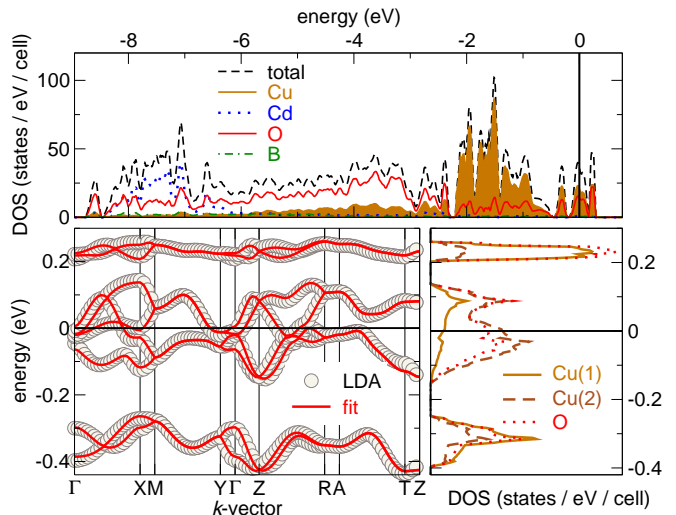 energy (eV)
-8 -6 -4 -2 0
DOS (states / eV / cell)
100
50
0
total
Cu
Cd
O
B
energy (eV)
0.2
0
-0.2
-0.4
LDA
fit
Γ X M Y Γ Z R A T Z
k-vector
0.2
0
-0.2
-0.4
energy (eV)
Cu(1)
Cu(2)
O
DOS (states / eV / cell)